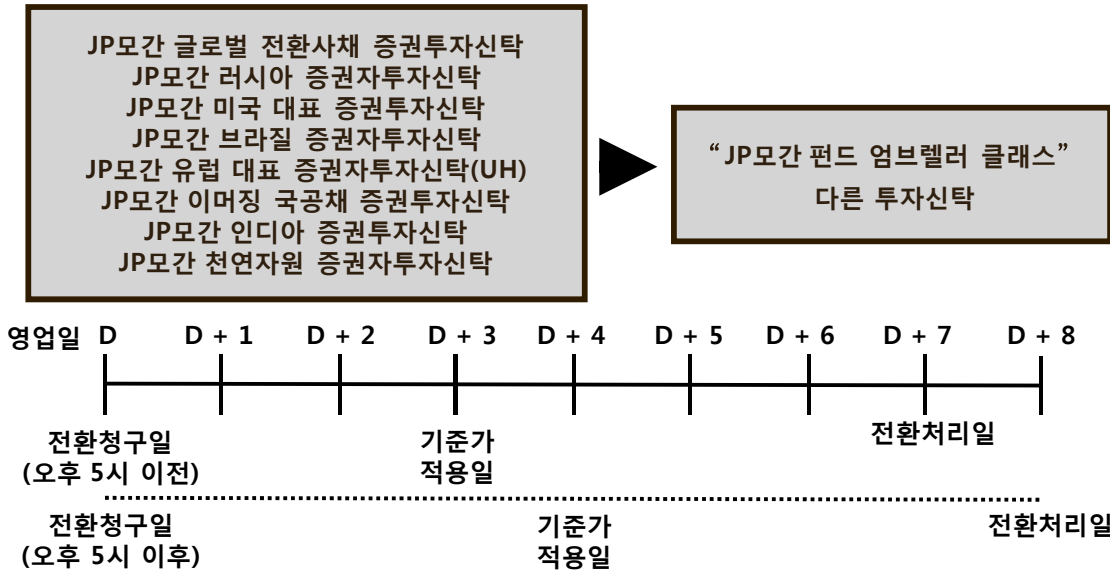 JP모간 글로벌 전환사채 증권투자신탁
JP모간 러시아 증권자투자신탁
JP모간 미국 대표 증권투자신탁
JP모간 브라질 증권자투자신탁
JP모간 유럽 대표 증권자투자신탁(UH)
JP모간 이머징 국공채 증권투자신탁
JP모간 인디아 증권투자신탁
JP모간 천연자원 증권자투자신탁
“JP모간 펀드 엄브렐러 클래스”
다른 투자신탁
영업일 D D + 1 D + 2 D + 3 D + 4 D + 5 D + 6 D + 7 D + 8
전환청구일 기준가 전환처리일
(오후 5시 이전) 적용일
전환청구일 기준가 전환처리일
(오후 5시 이후) 적용일